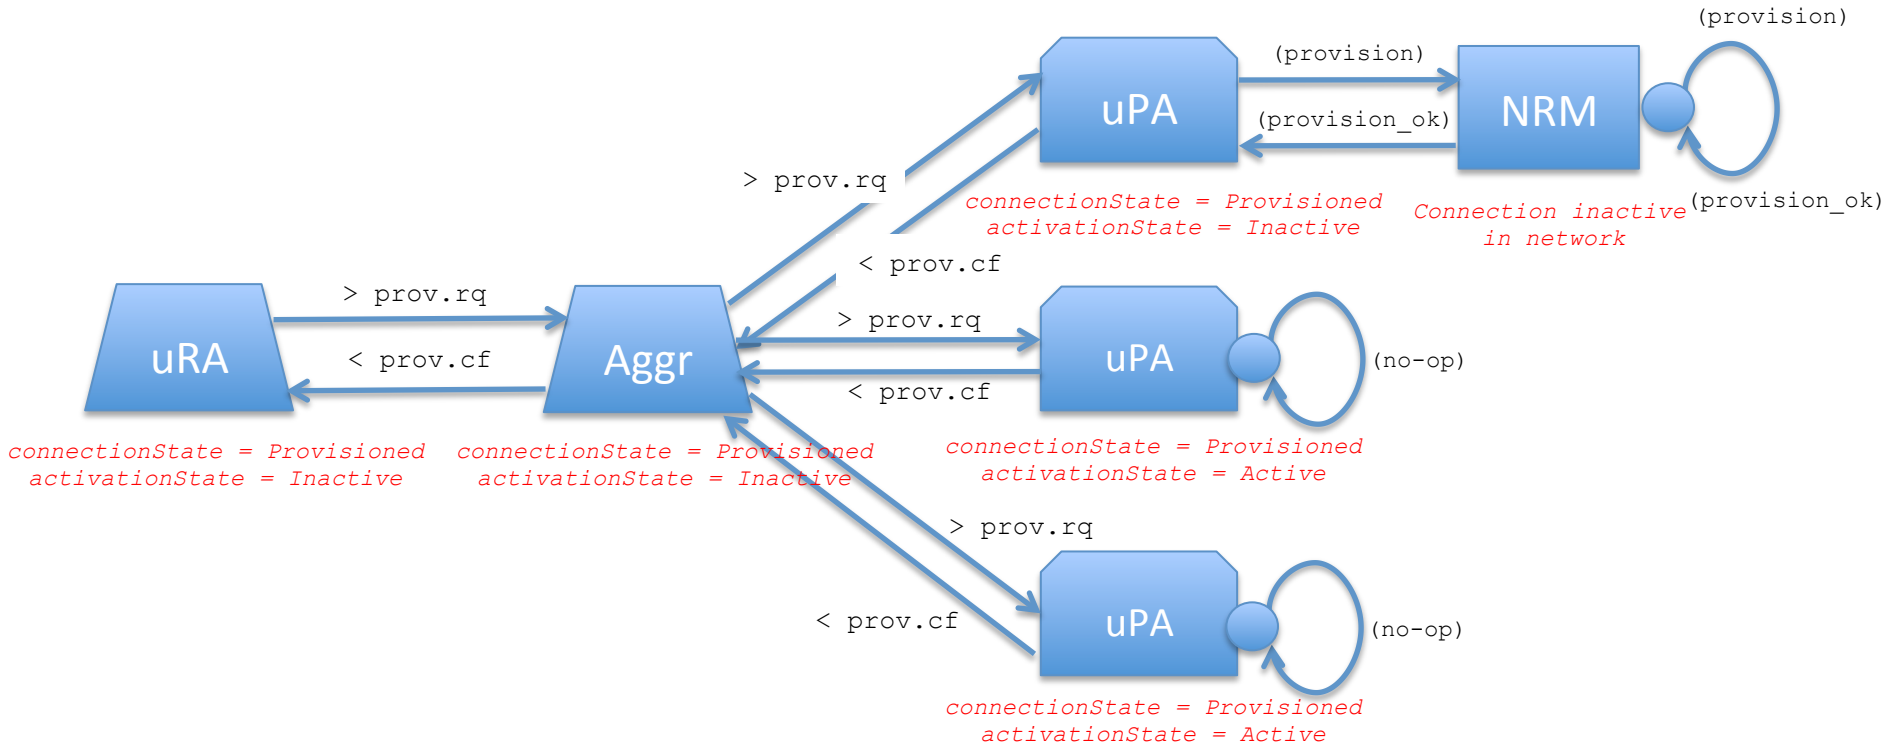 (provision)
(provision)
uPA
NRM
(provision_ok)
> prov.rq
connectionState = Provisioned
activationState = Inactive
Connection inactive
in network
(provision_ok)
< prov.cf
> prov.rq
> prov.rq
uRA
Aggr
uPA
(no-op)
< prov.cf
< prov.cf
connectionState = Provisioned
activationState = Inactive
connectionState = Provisioned
activationState = Inactive
connectionState = Provisioned
activationState = Active
> prov.rq
< prov.cf
uPA
(no-op)
connectionState = Provisioned
activationState = Active